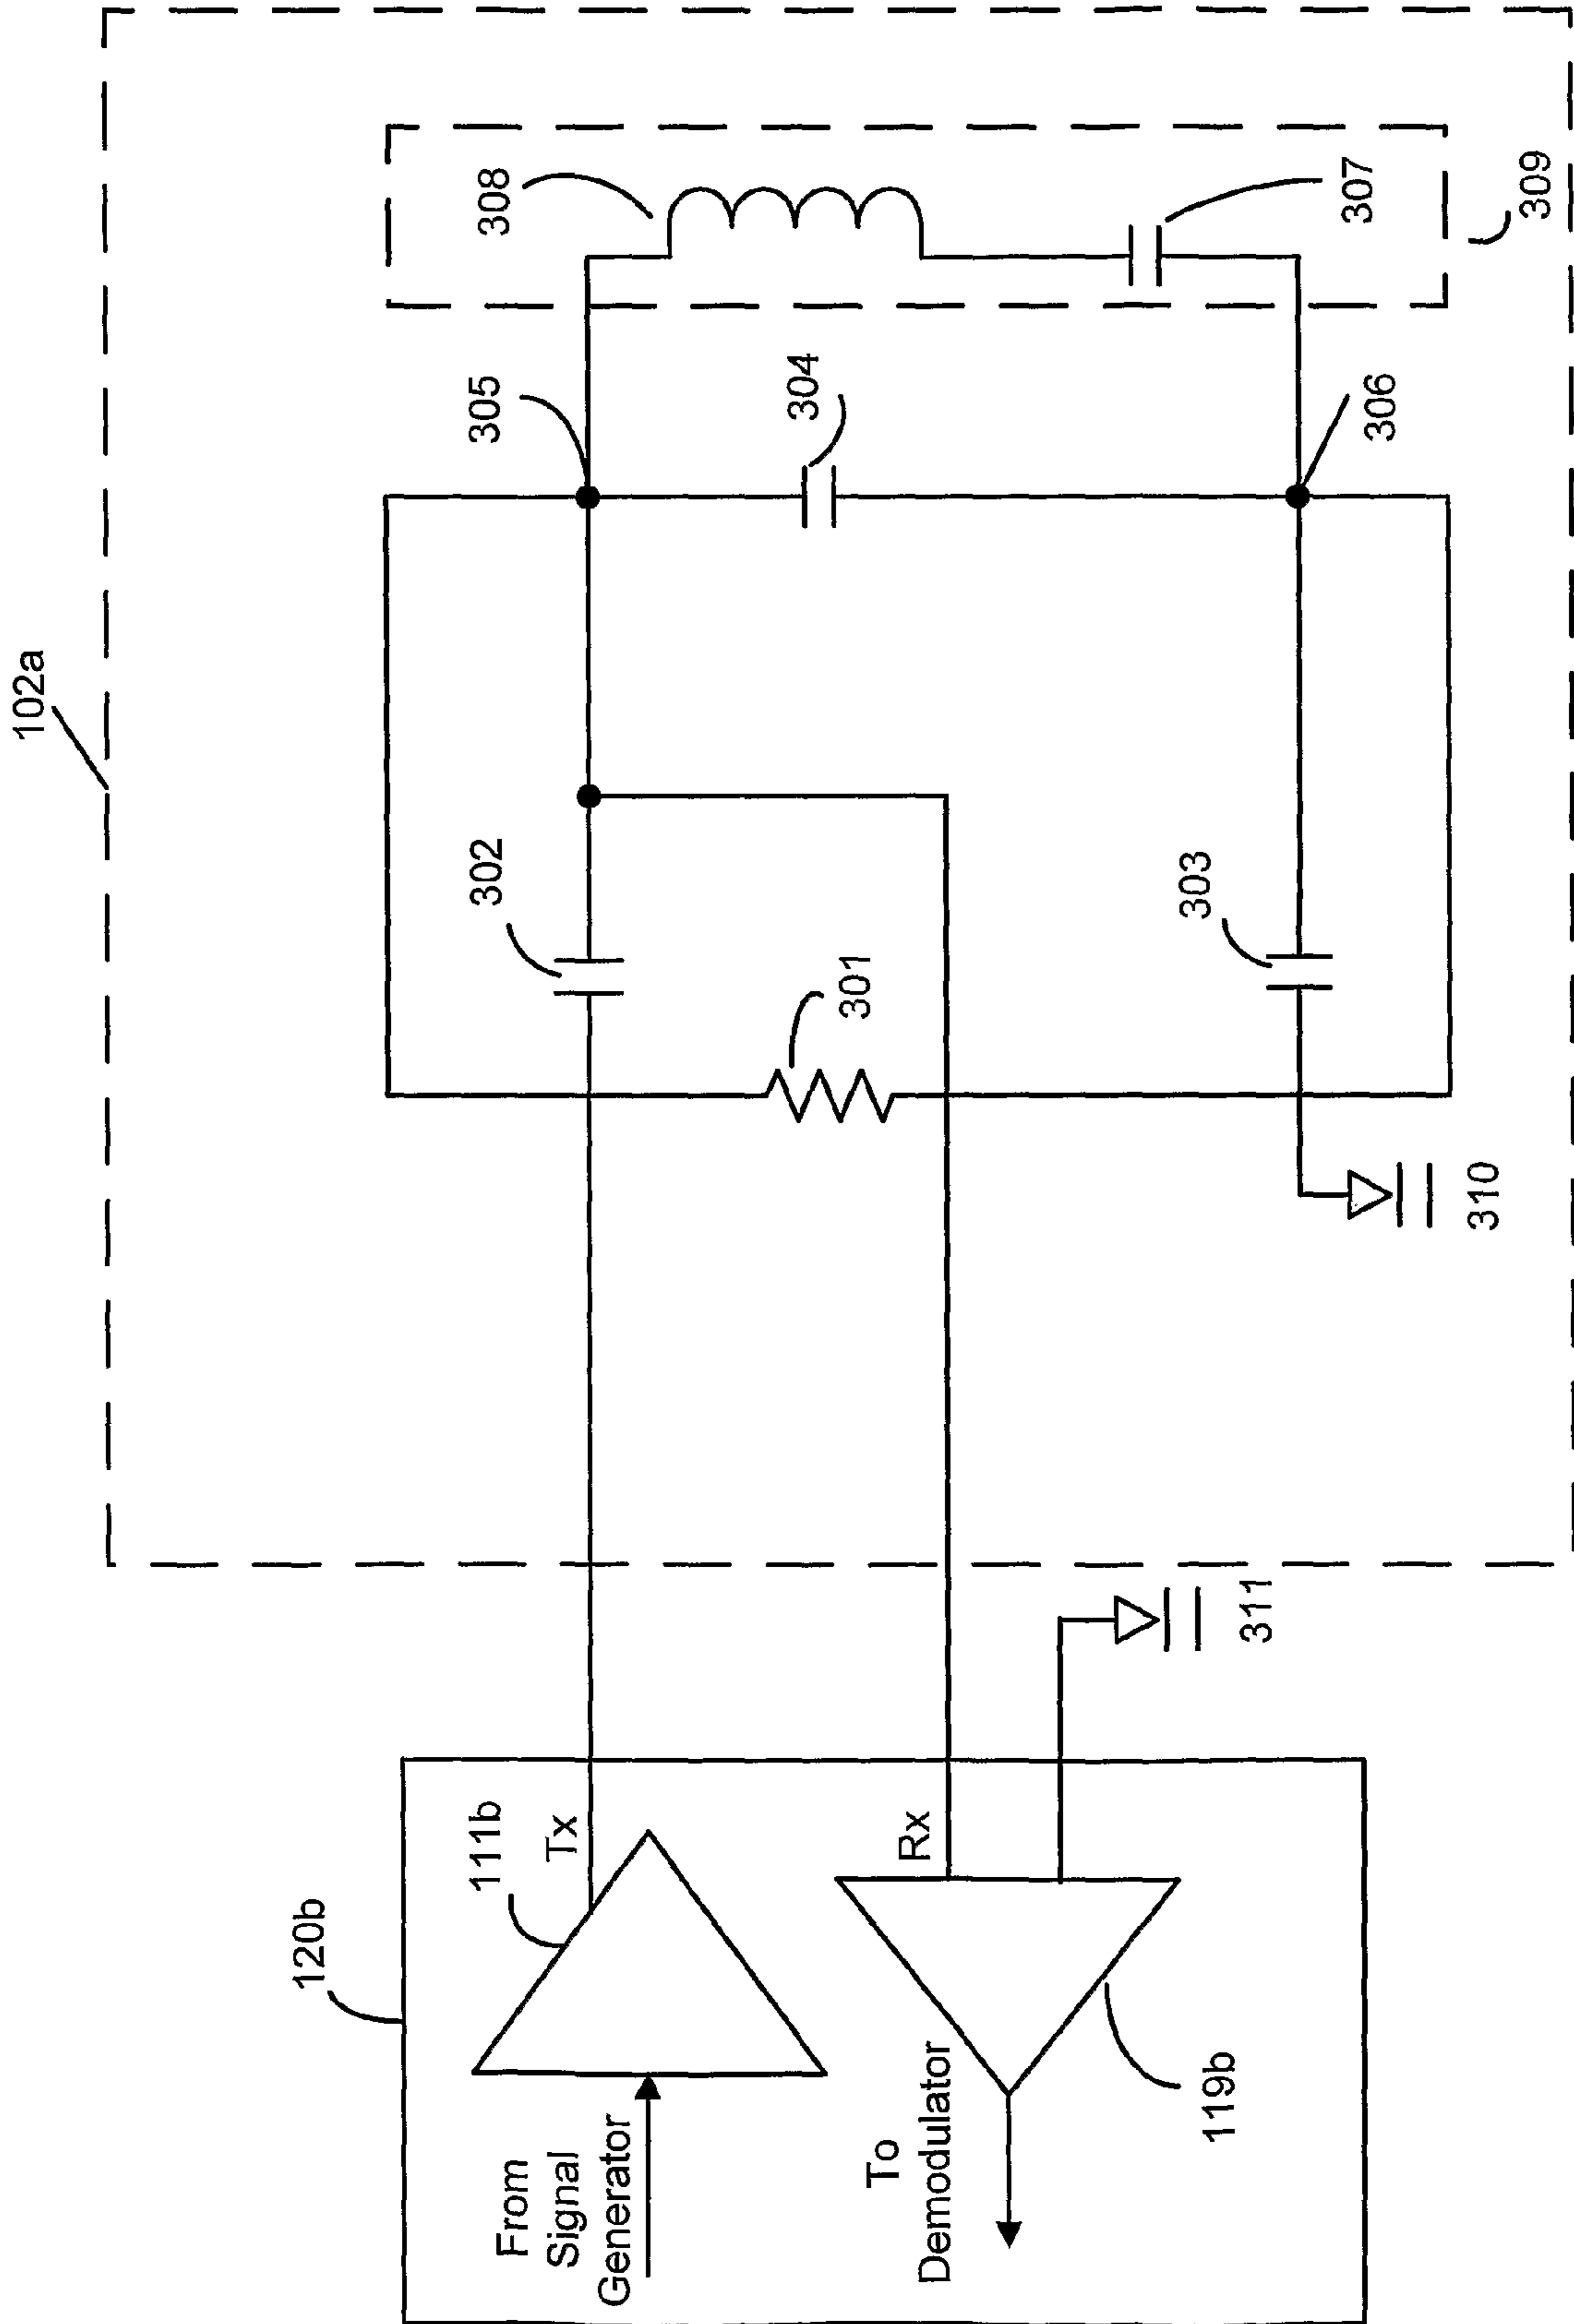 102a
308
307
309
305
304
306
302
303
301
310
311
120b
111b
Tx
Rx
From
Signal
Generator
To
Demodulator
119b